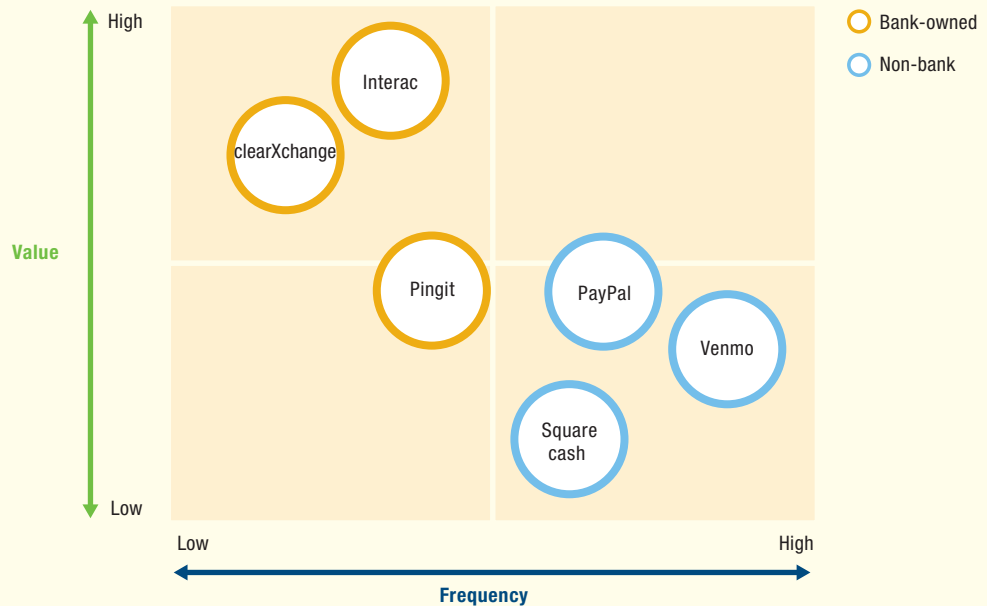 High
Bank-owned
Non-bank
Interac
clearXchange
Value
Pingit
PayPal
Venmo
Square
cash
Low
Low
High
Frequency